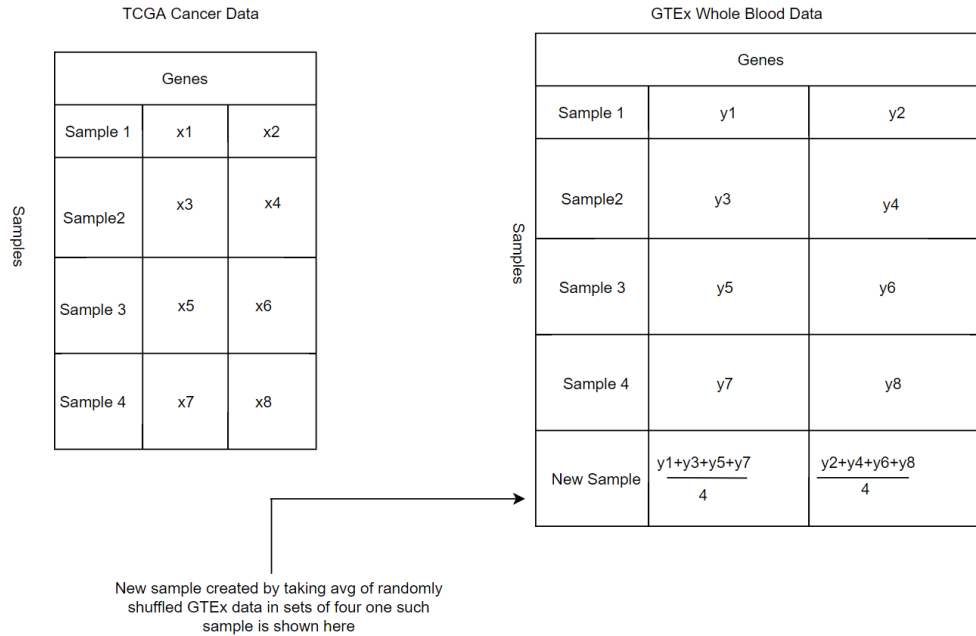 TCGA Cancer Data
Genes
Samples
Sample 1 x1 x2
Sample2 x3 x4
Sample 3 x5 x6
Sample 4 x7 x8
GTEx Whole Blood Data
Genes
Samples
Sample 1 y1 y2
Sample2 y3 y4
Sample 3 y5 y6
Sample 4 y7 y8
New Sample y1+y3+y5+y7 y2+y4+y6+y8
4 4
New sample created by taking avg of randomly
shuffled GTEx data in sets of four one such
sample is shown here